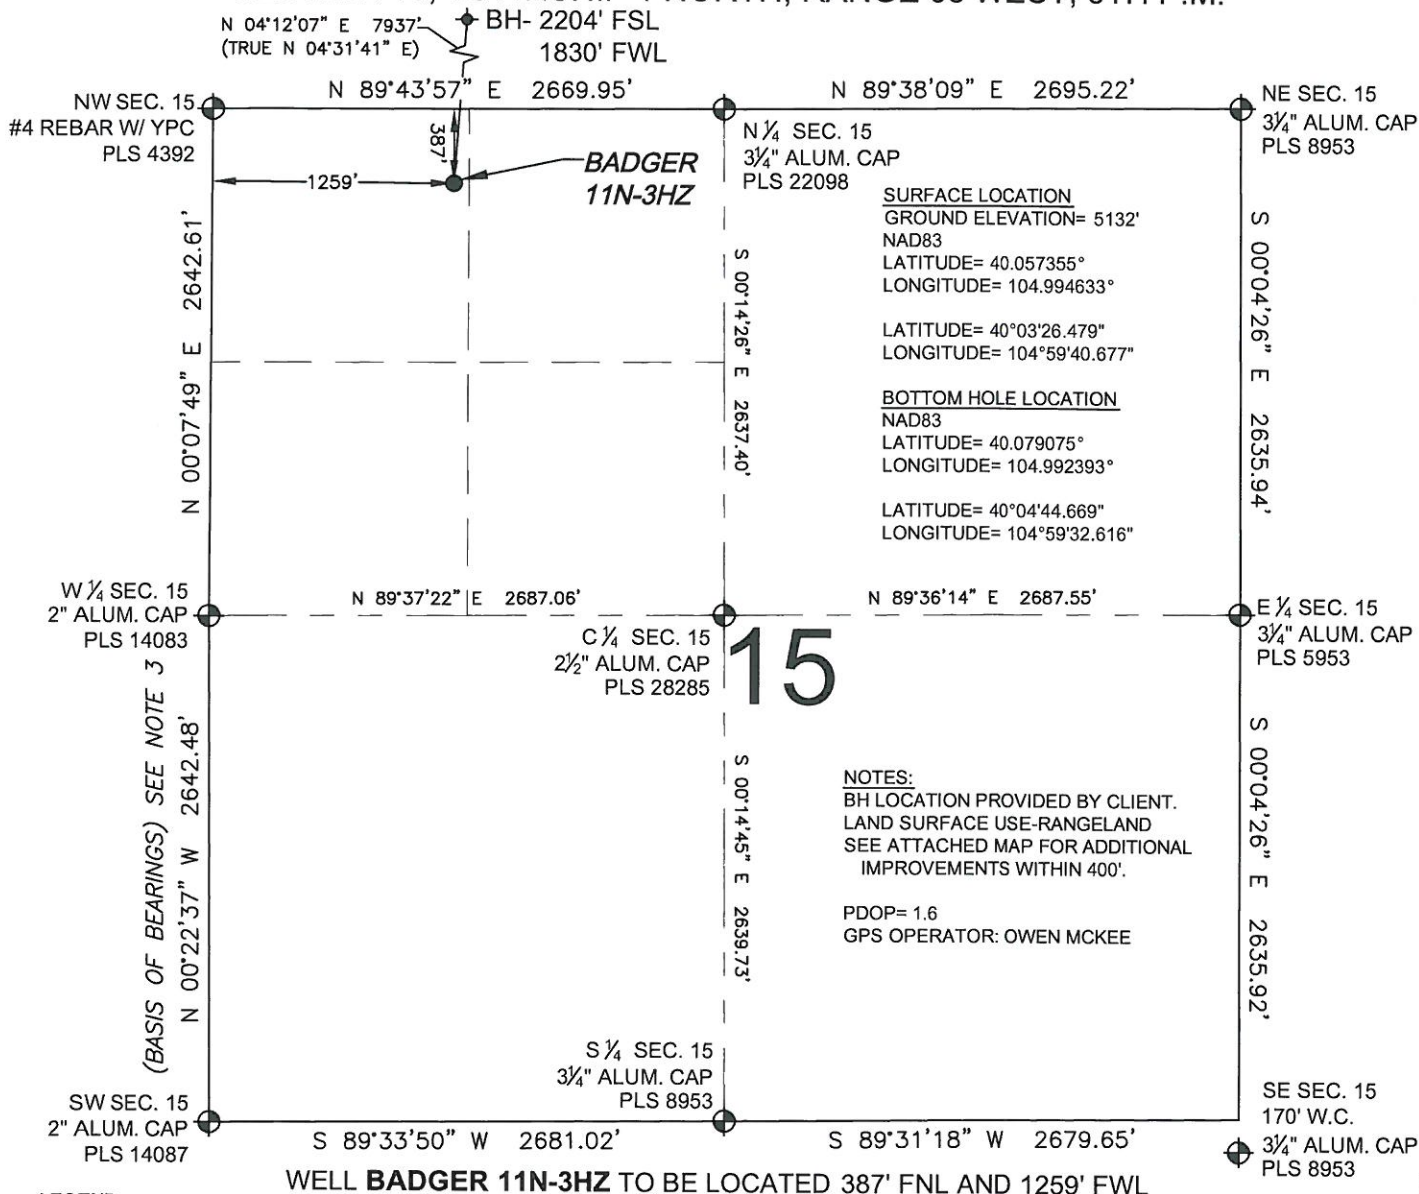 N 04°12'07" E 7937'
(TRUE N 04°31'41" E)
BH- 2204' FSL
1830' FWL
NW SEC. 15
#4 REBAR W/ YPC
PLS 4392
N 89°43'57" E 2669.95'
N 89°38'09" E 2695.22'
NE SEC. 15
3¼" ALUM. CAP
PLS 8953
387'
1259'
BADGER
11N-3HZ
N ¼ SEC. 15
3¼" ALUM. CAP
PLS 22098
SURFACE LOCATION
GROUND ELEVATION= 5132'
NAD83
LATITUDE= 40.057355°
LONGITUDE= 104.994633°
LATITUDE= 40°03'26.479"
LONGITUDE= 104°59'40.677"
BOTTOM HOLE LOCATION
NAD83
LATITUDE= 40.079075°
LONGITUDE= 104.992393°
LATITUDE= 40°04'44.669"
LONGITUDE= 104°59'32.616"
N 00°07'49" E 2642.61'
S 00°14'26" E 2637.40'
S 00°04'26" E 2635.94'
W ¼ SEC. 15
2" ALUM. CAP
PLS 14083
N 89°37'22" E 2687.06'
N 89°36'14" E 2687.55'
E ¼ SEC. 15
3¼" ALUM. CAP
PLS 5953
C ¼ SEC. 15
2½" ALUM. CAP
PLS 28285
15
(BASIS OF BEARINGS) SEE NOTE 3
N 00°22'37" W 2642.48'
S 00°14'45" E 2639.73'
S 00°04'26" E 2635.92'
NOTES:
BH LOCATION PROVIDED BY CLIENT.
LAND SURFACE USE-RANGELAND
SEE ATTACHED MAP FOR ADDITIONAL
IMPROVEMENTS WITHIN 400'.
PDOP= 1.6
GPS OPERATOR: OWEN MCKEE
SW SEC. 15
2" ALUM. CAP
PLS 14087
S ¼ SEC. 15
3¼" ALUM. CAP
PLS 8953
SE SEC. 15
170' W.C.
3¼" ALUM. CAP
PLS 8953
S 89°33'50" W 2681.02'
S 89°31'18" W 2679.65'
WELL BADGER 11N-3HZ TO BE LOCATED 387' FNL AND 1259' FWL